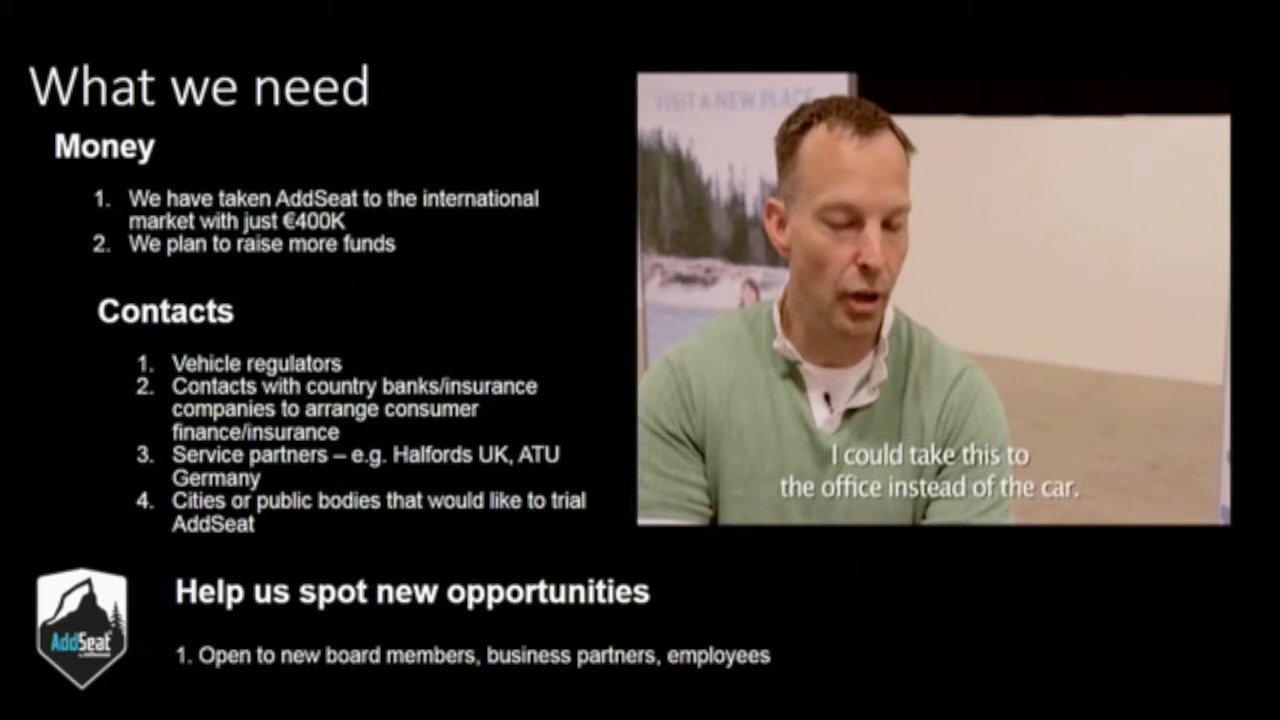 What we need
Money
1. We have taken AddSeat to the international
market with just €400K
2. We plan to raise more funds
Contacts
1. Vehicle regulators
2. Contacts with country banks/insurance
companies to arrange consumer
finance/insurance
3. Service partners – e.g. Halfords UK, ATU
Germany
4. Cities or public bodies that would like to trial
AddSeat
VISIT A NEW PLACE
I could take this to
the office instead of the car.
Help us spot new opportunities
1. Open to new board members, business partners, employees
AddSeat